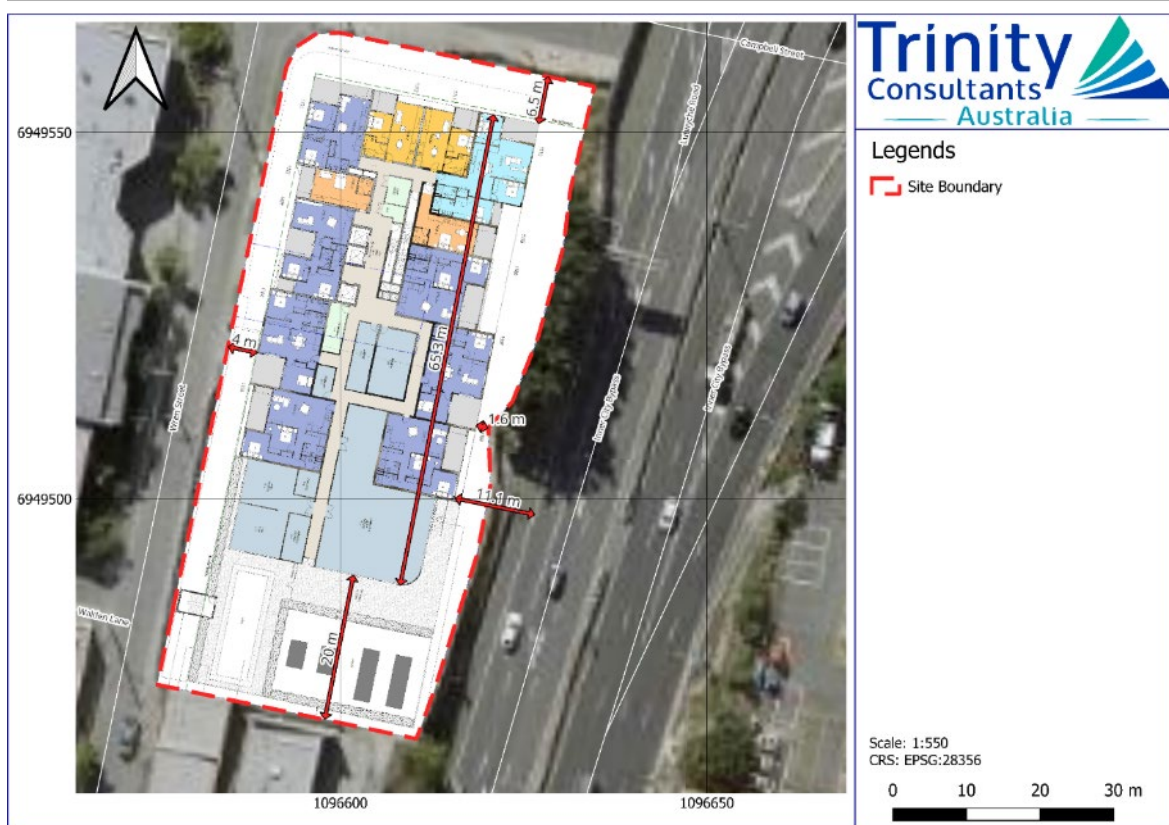 Trinity
Consultants
Australia
Legends
Site Boundary
Campbell Street
Lutwyche Road
6.5 m
6949550
65.3 m
4 m
Wren Street
Inner City Bypass
Inner City Bypass
1.6 m
11.1 m
6949500
Walden Lane
20 m
1096600
1096650
Scale: 1:550
CRS: EPSG:28356
0 10 20 30 m